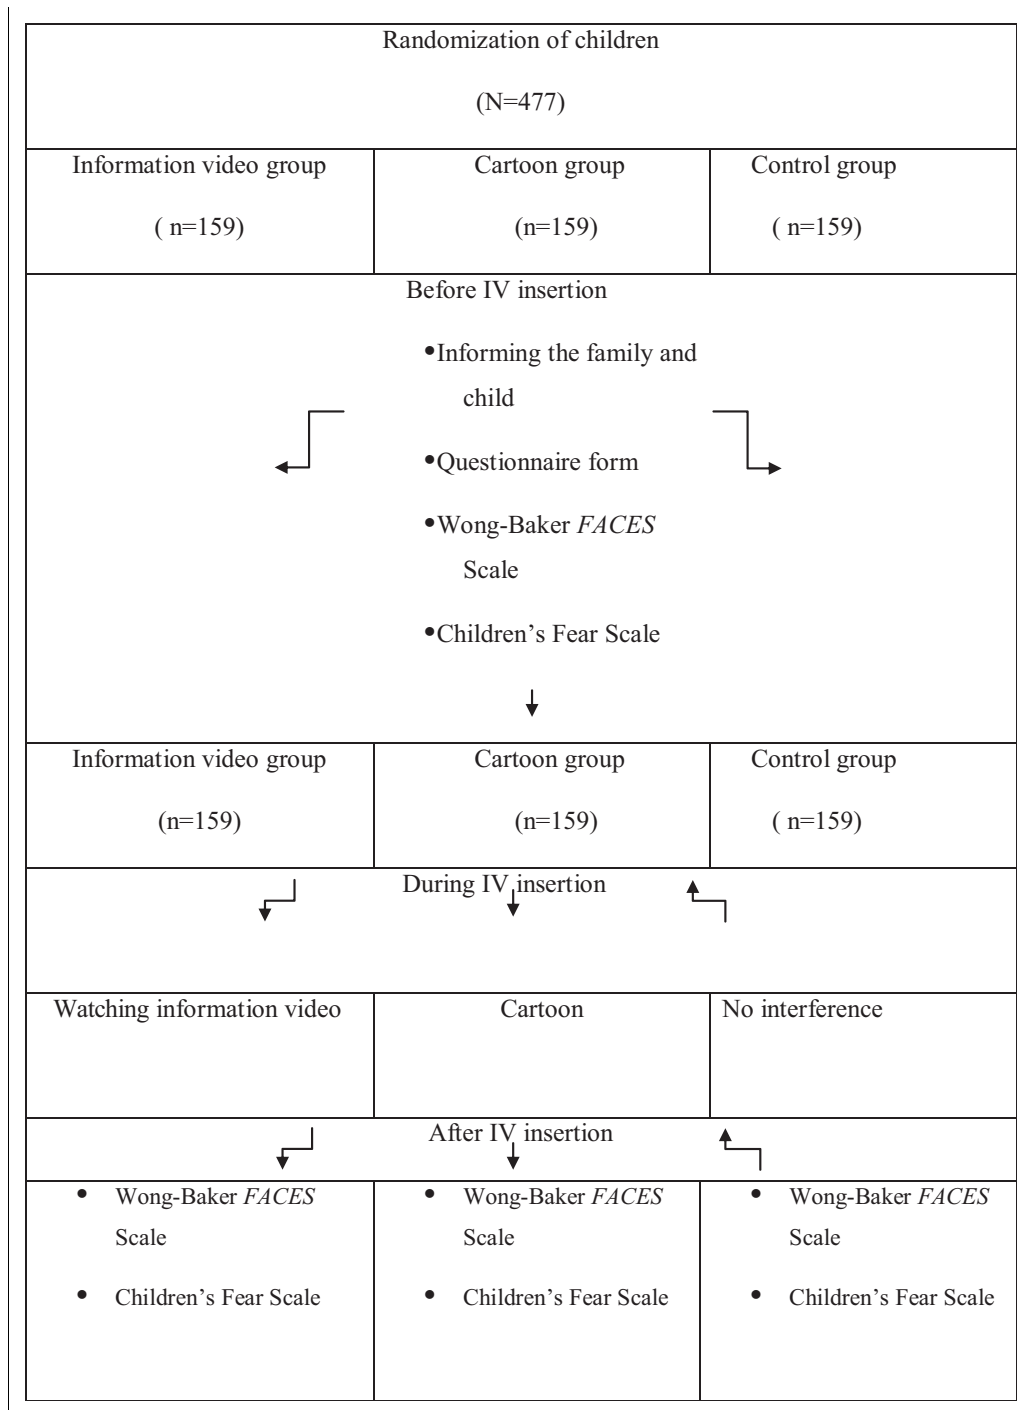 Randomization of children
(N=477)
Information video group
( n=159)
Cartoon group
(n=159)
Control group
( n=159)
Before IV insertion
•Informing the family and
child
•Questionnaire form
•Wong-Baker FACES
Scale
•Children’s Fear Scale
Information video group
(n=159)
Cartoon group
(n=159)
Control group
( n=159)
During IV insertion
Watching information video
Cartoon
No interference
After IV insertion
• Wong-Baker FACES
Scale
• Children’s Fear Scale
• Wong-Baker FACES
Scale
• Children’s Fear Scale
• Wong-Baker FACES
Scale
• Children’s Fear Scale